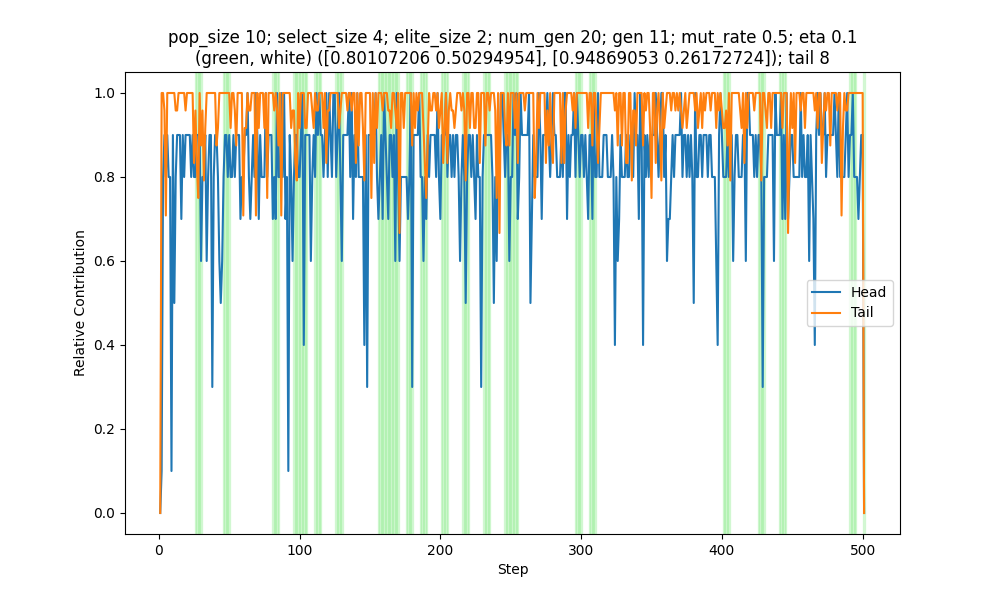 pop_size 10; select_size 4; elite_size 2; num_gen 20; gen 11; mut_rate 0.5; eta 0.1
(green, white) ([0.80107206 0.50294954], [0.94869053 0.26172724]); tail 8
1.0
0.8
0.6
0.4
0.2
0.0
Relative Contribution
Head
Tail
0
100
200
300
400
500
Step